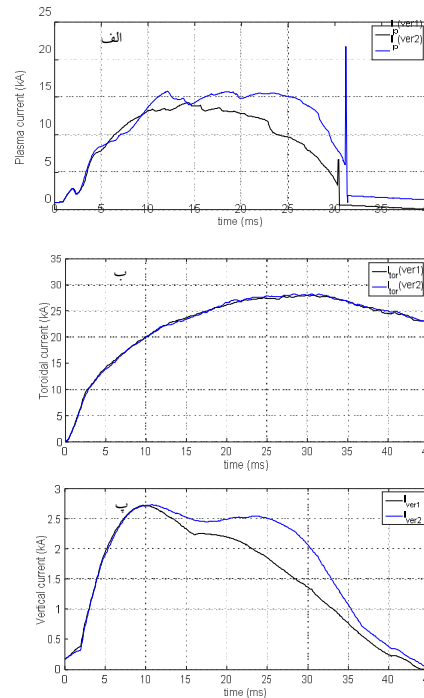 25
20
15
10
5
0
Plasma current (kA)
الف
I (ver1)
p
I (ver2)
p
0 5 10 15 20 25 30 35
time (ms)
35
30
25
20
15
10
5
0
Toroidal current (kA)
ب
I_tor(ver1)
I_tor(ver2)
0 5 10 15 20 25 30 35 40 45
time (ms)
3
2.5
2
1.5
1
0.5
0
Vertical current (kA)
پ
I_ver1
I_ver2
0 5 10 15 20 25 30 35 40 45
time (ms)